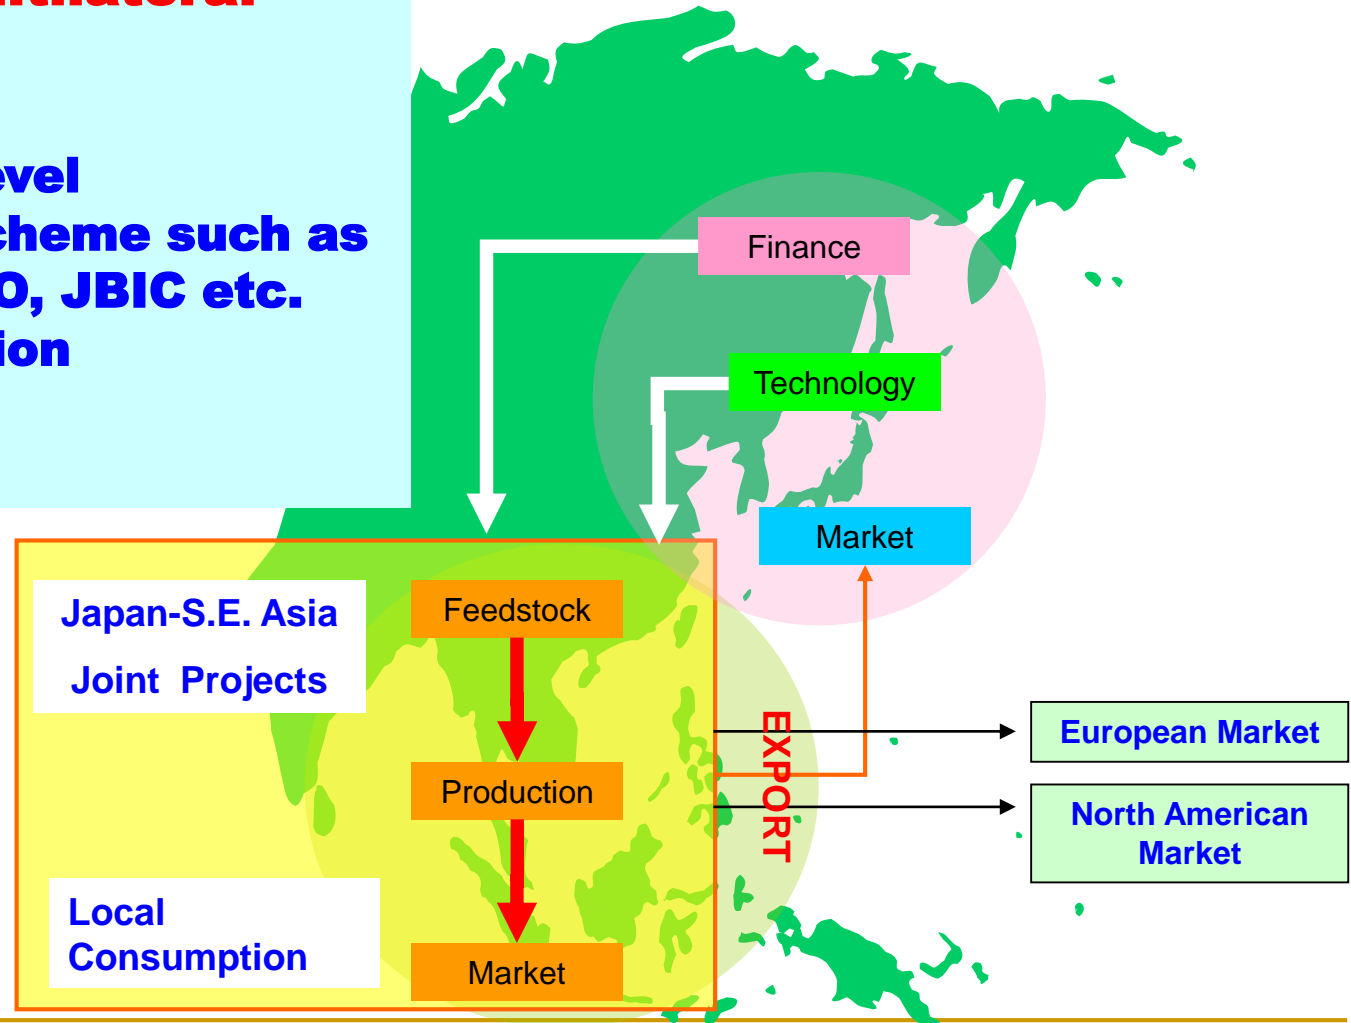 evel
cheme such as
O, JBIC etc.
ion
Finance
Technology
Market
Japan-S.E. Asia
Joint Projects
Feedstock
Production
Market
Local
Consumption
EXPORT
European Market
North American
Market